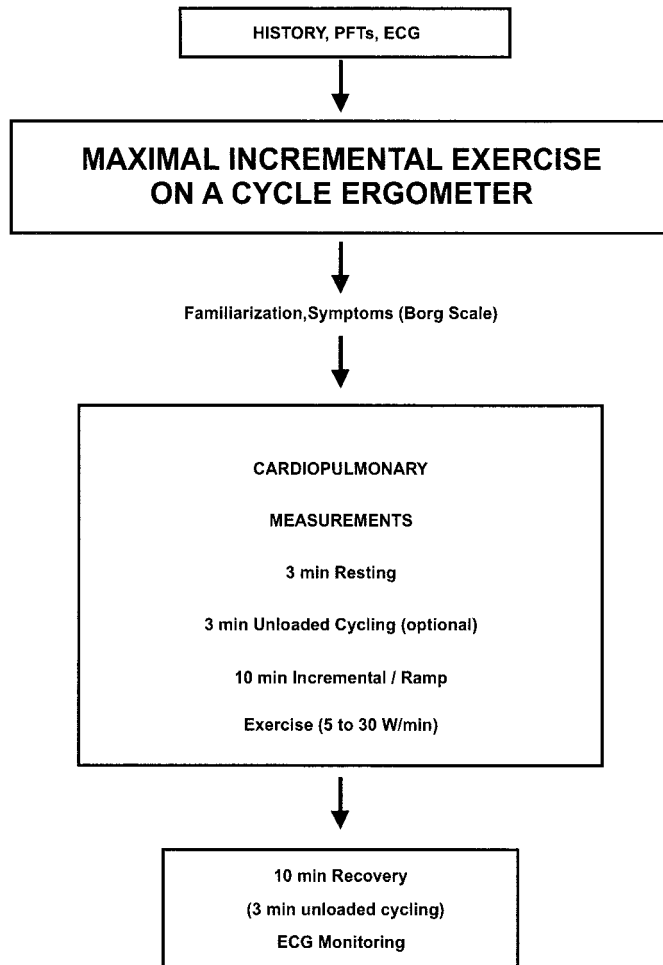 HISTORY, PFTs, ECG
MAXIMAL INCREMENTAL EXERCISE
ON A CYCLE ERGOMETER
Familiarization,Symptoms (Borg Scale)
CARDIOPULMONARY
MEASUREMENTS
3 min Resting
3 min Unloaded Cycling (optional)
10 min Incremental / Ramp
Exercise (5 to 30 W/min)
10 min Recovery
(3 min unloaded cycling)
ECG Monitoring